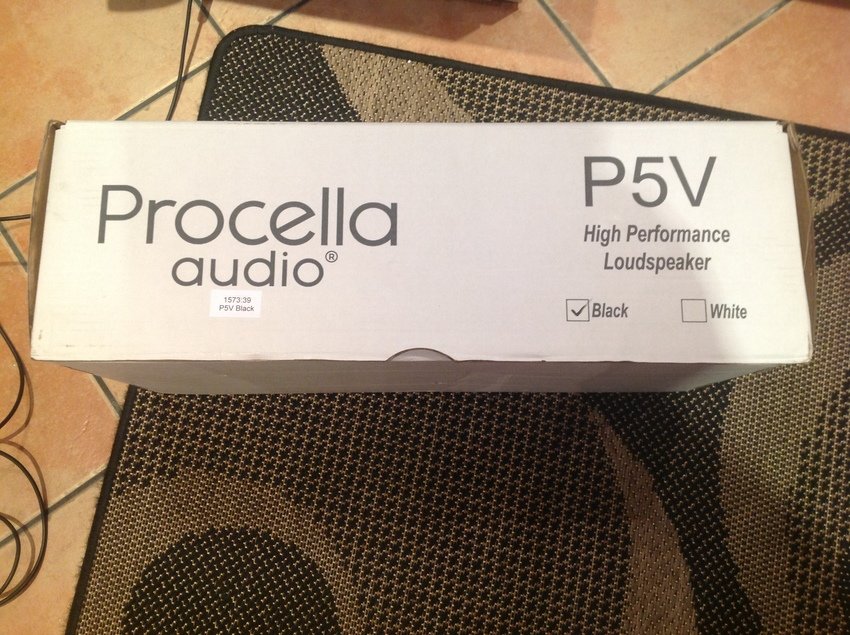 Procella
audio®
1573:39
P5V Black
P5V
High Performance
Loudspeaker
Black
White